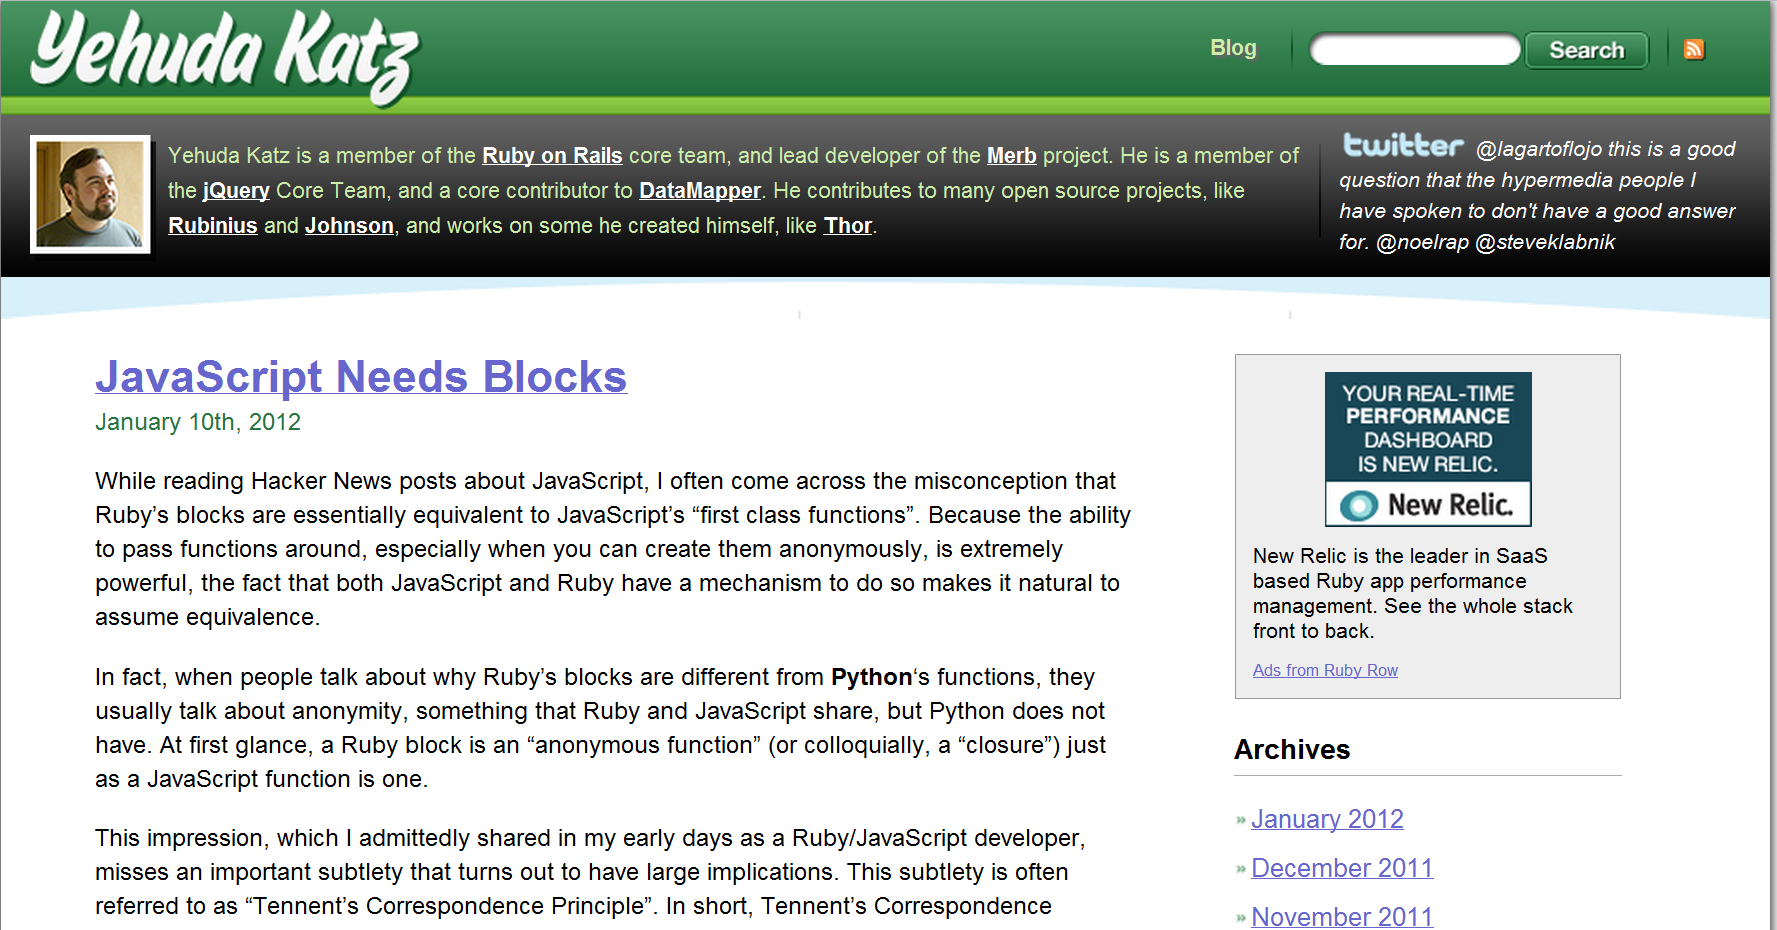 Yehuda Katz
Blog
Search
Yehuda Katz is a member of the Ruby on Rails core team, and lead developer of the Merb project. He is a member of
the jQuery Core Team, and a core contributor to DataMapper. He contributes to many open source projects, like
Rubinius and Johnson, and works on some he created himself, like Thor.
twitter @lagartoflojo this is a good
question that the hypermedia people I
have spoken to don't have a good answer
for. @noelrap @steveklabnik
JavaScript Needs Blocks
January 10th, 2012
While reading Hacker News posts about JavaScript, I often come across the misconception that
Ruby’s blocks are essentially equivalent to JavaScript’s “first class functions”. Because the ability
to pass functions around, especially when you can create them anonymously, is extremely
powerful, the fact that both JavaScript and Ruby have a mechanism to do so makes it natural to
assume equivalence.
In fact, when people talk about why Ruby’s blocks are different from Python‘s functions, they
usually talk about anonymity, something that Ruby and JavaScript share, but Python does not
have. At first glance, a Ruby block is an “anonymous function” (or colloquially, a “closure”) just
as a JavaScript function is one.
This impression, which I admittedly shared in my early days as a Ruby/JavaScript developer,
misses an important subtlety that turns out to have large implications. This subtlety is often
referred to as “Tennent’s Correspondence Principle”. In short, Tennent’s Correspondence
YOUR REAL-TIME
PERFORMANCE
DASHBOARD
IS NEW RELIC.
New Relic.
New Relic is the leader in SaaS
based Ruby app performance
management. See the whole stack
front to back.
Ads from Ruby Row
Archives
» January 2012
» December 2011
» November 2011